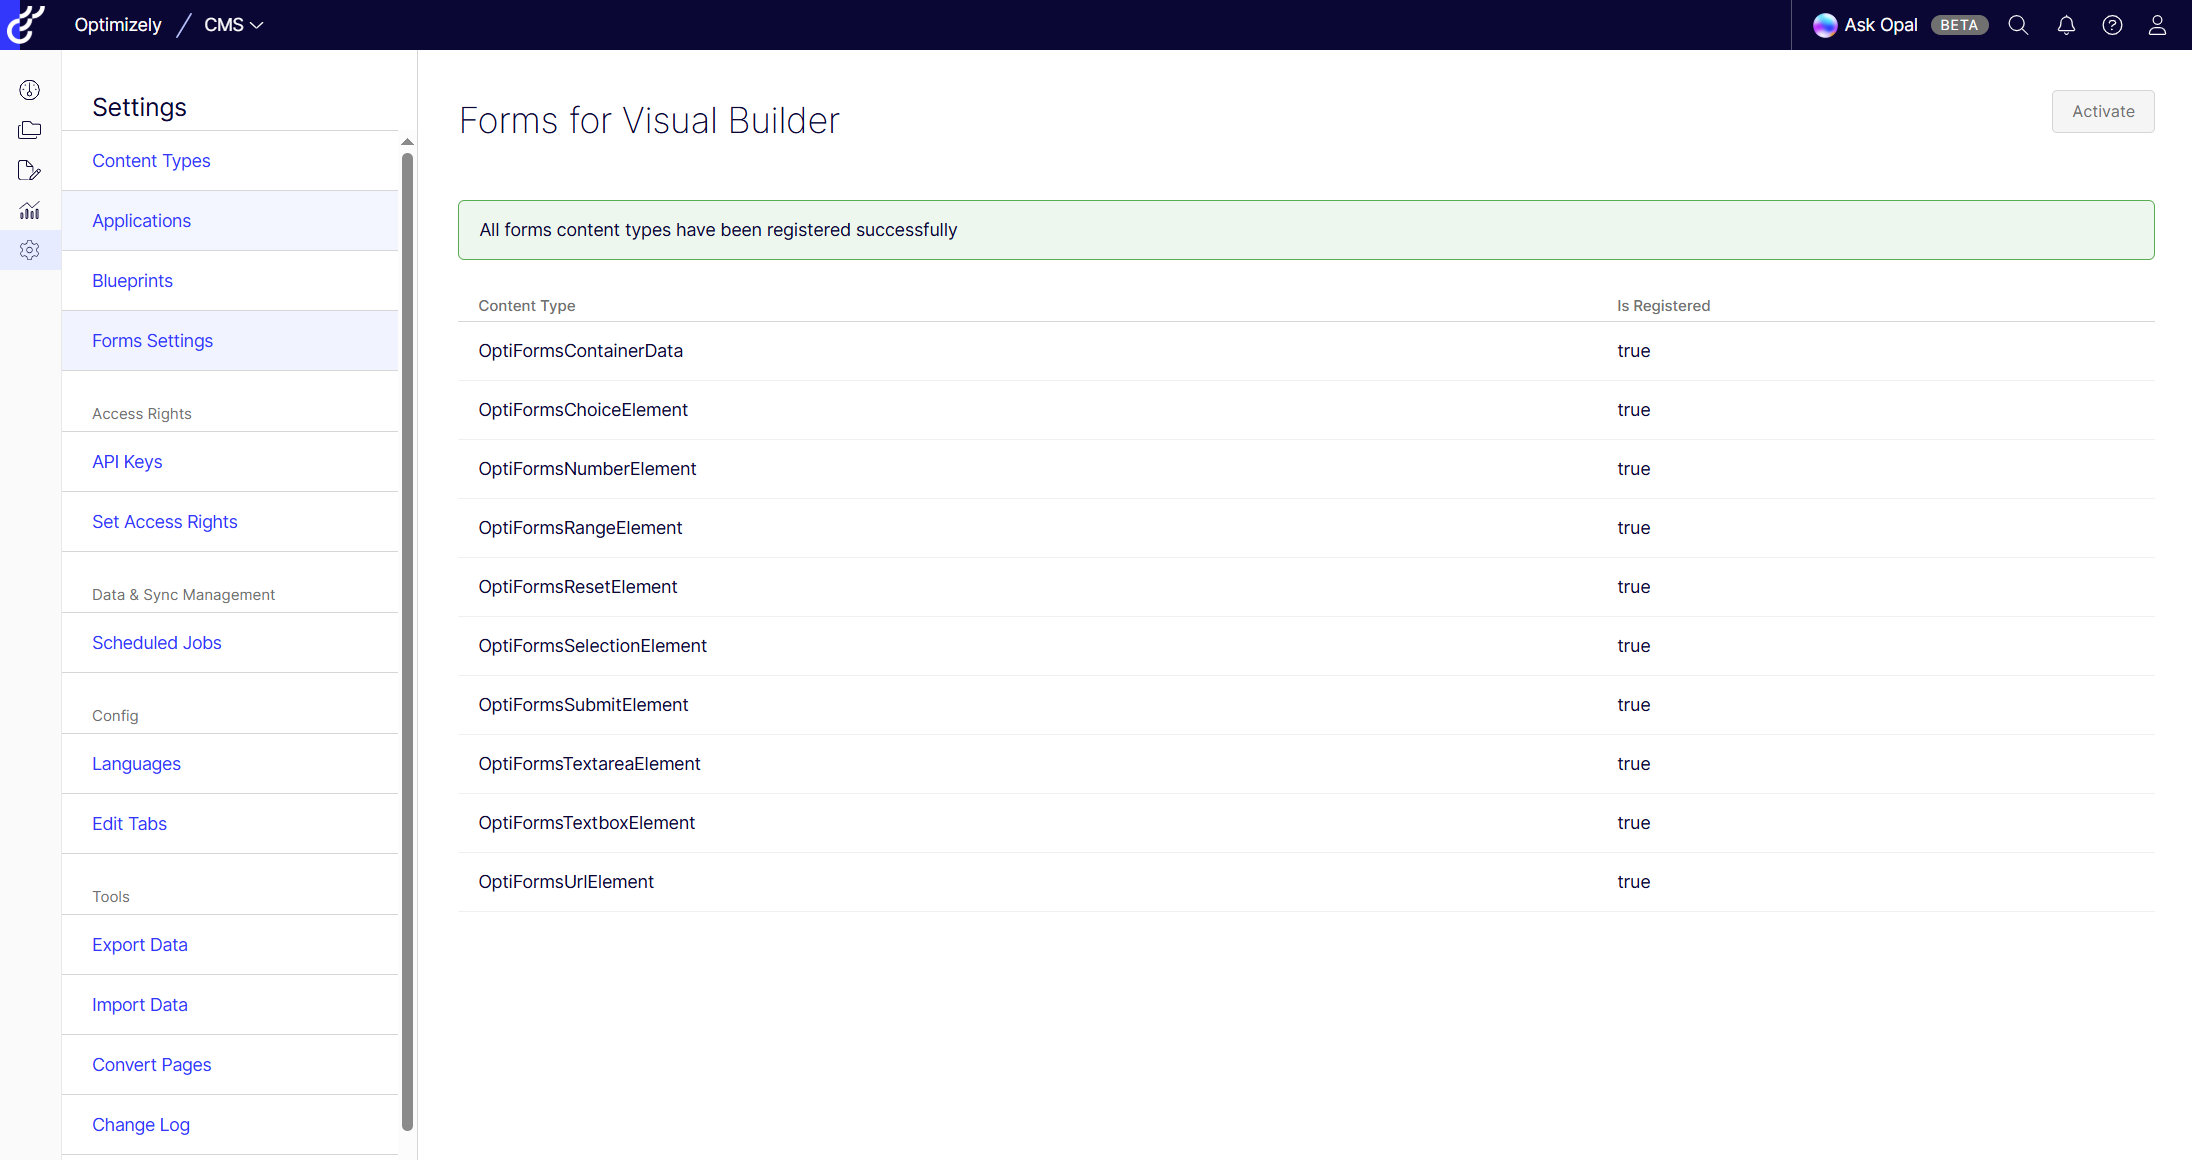 Optimizely / CMS
Ask Opal BETA
Settings
Content Types
Applications
Blueprints
Forms Settings
Access Rights
API Keys
Set Access Rights
Data & Sync Management
Scheduled Jobs
Config
Languages
Edit Tabs
Tools
Export Data
Import Data
Convert Pages
Change Log
Forms for Visual Builder
Activate
All forms content types have been registered successfully
Content Type Is Registered
OptiFormsContainerData true
OptiFormsChoiceElement true
OptiFormsNumberElement true
OptiFormsRangeElement true
OptiFormsResetElement true
OptiFormsSelectionElement true
OptiFormsSubmitElement true
OptiFormsTextareaElement true
OptiFormsTextboxElement true
OptiFormsUrlElement true